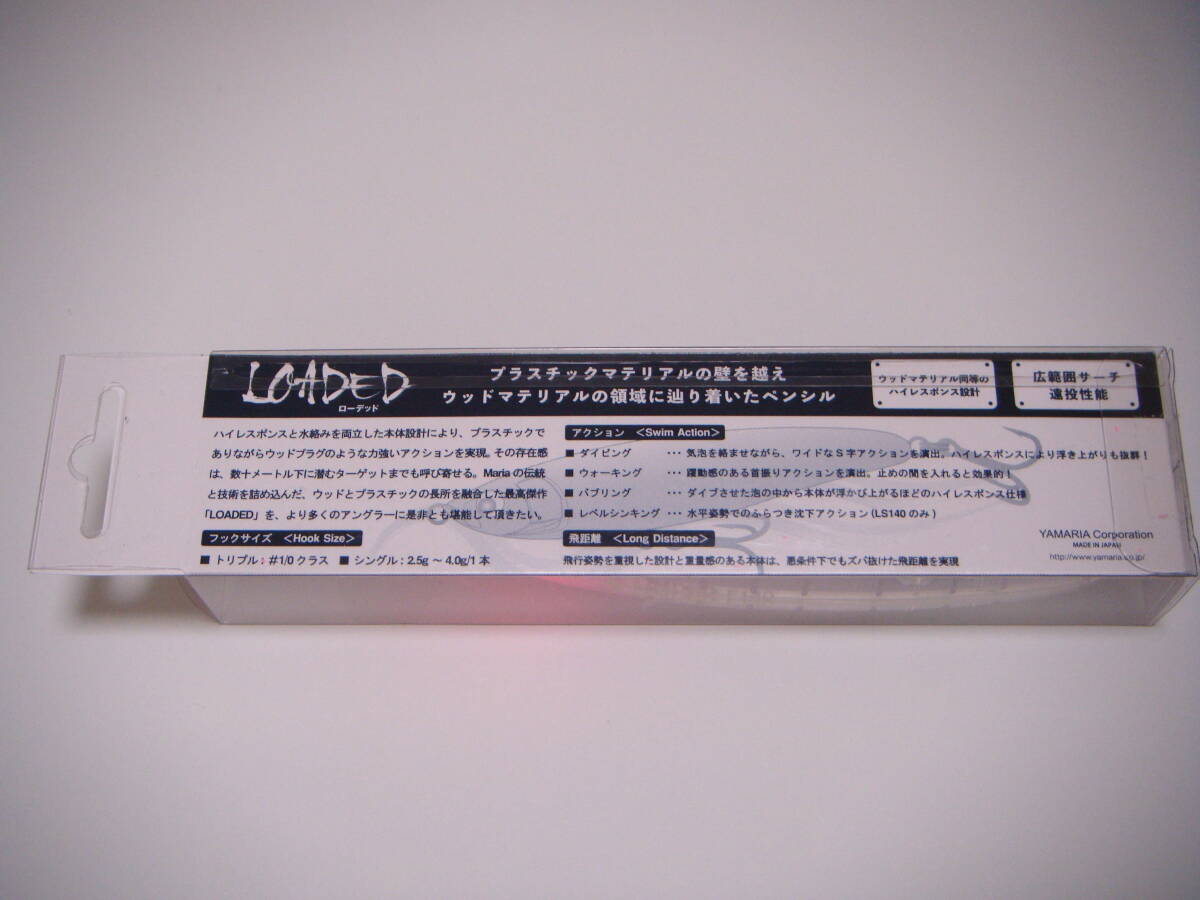 LOADED
ローデッド
プラスチックマテリアルの壁を越え
ウッドマテリアルの領域に辿り着いたペンシル
ウッドマテリアル同等の
ハイレスポンス設計
広範囲サーチ
遠投性能
ハイレスポンスと水絡みを両立した本体設計により、プラスチックで
ありながらウッドプラグのような力強いアクションを実現。その存在感
は、数十メートル下に潜むターゲットまでも呼び寄せる。Mariaの伝統
と技術を詰め込んだ、ウッドとプラスチックの長所を融合した最高傑作
「LOADED」を、より多くのアングラーに是非とも堪能して頂きたい。
フックサイズ <Hook Size>
■ トリプル：#1/0 クラス ■ シングル：2.5g ～ 4.0g/1 本
アクション <Swim Action>
■ ダイビング ・・・ 気泡を絡ませながら、ワイドなS字アクションを演出。ハイレスポンスにより浮き上がりも抜群！
■ ウォーキング ・・・ 躍動感のある首振りアクションを演出。止めの間を入れると効果的！
■ バブリング ・・・ ダイブさせた泡の中から本体が浮かび上がるほどのハイレスポンス仕様
■ レベルシンキング ・・・ 水平姿勢でのふらつき沈下アクション(LS140のみ)
飛距離 <Long Distance>
飛行姿勢を重視した設計と重量感のある本体は、悪条件下でもズバ抜けた飛距離を実現
YAMARIA Corporation
MADE IN JAPAN
http://www.yamaria.co.jp/